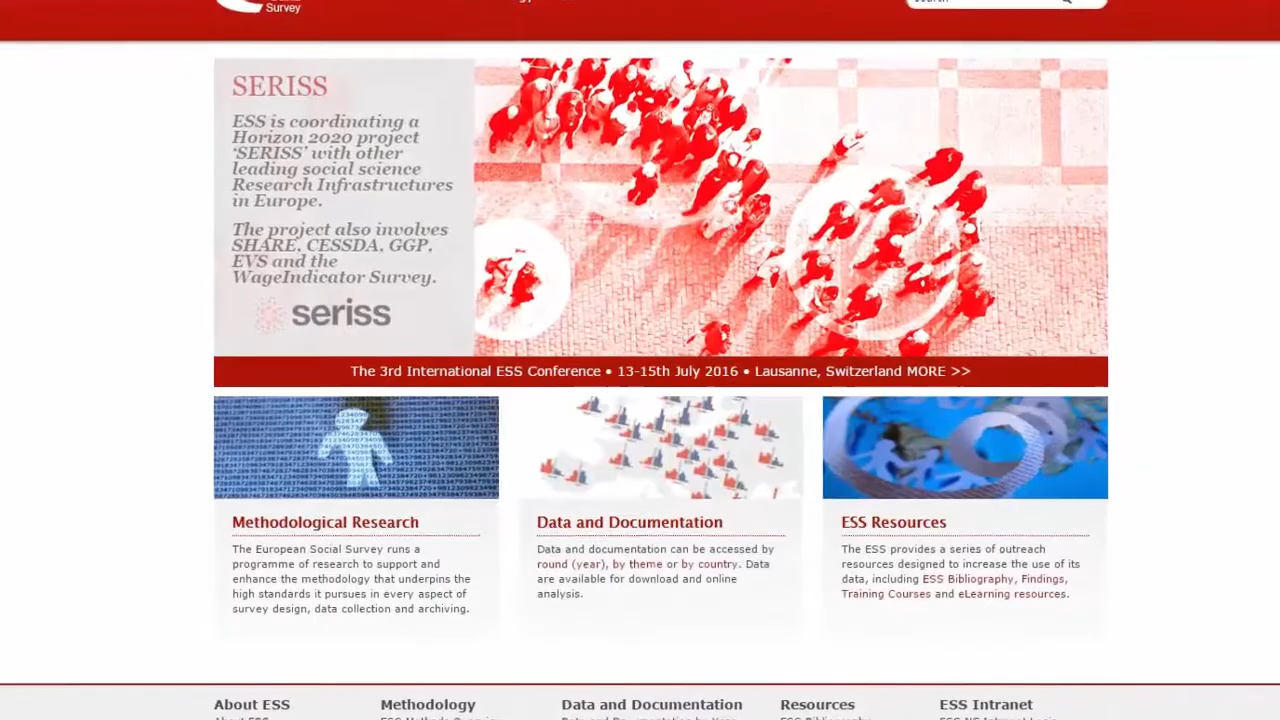 Survey
SERISS
ESS is coordinating a
Horizon 2020 project
‘SERISS’ with other
leading social science
Research Infrastructures
in Europe.
The project also involves
SHARE, CESSDA, GGP,
EVS and the
WageIndicator Survey.
seriss
The 3rd International ESS Conference • 13-15th July 2016 • Lausanne, Switzerland MORE >>
Methodological Research
The European Social Survey runs a
programme of research to support and
enhance the methodology that underpins the
high standards it pursues in every aspect of
survey design, data collection and archiving.
Data and Documentation
Data and documentation can be accessed by
round (year), by theme or by country. Data
are available for download and online
analysis.
ESS Resources
The ESS provides a series of outreach
resources designed to increase the use of its
data, including ESS Bibliography, Findings,
Training Courses and eLearning resources.
About ESS Methodology Data and Documentation Resources ESS Intranet